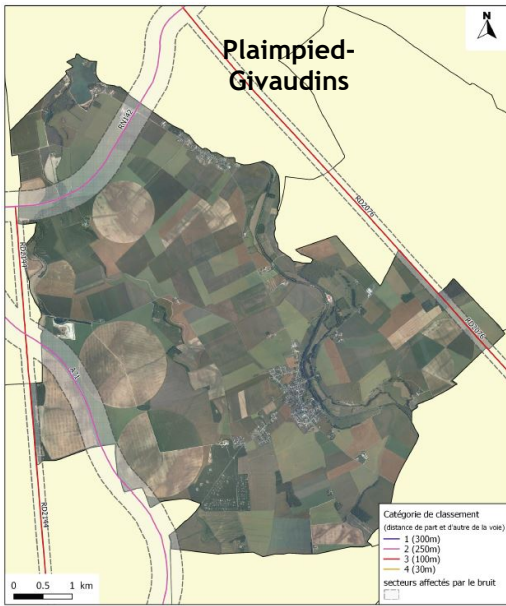 N
Plaimpied-
Givaudins
RN142
RD2076
RD2144
RD2076
RD2144
Catégorie de classement
(distance de part et d'autre de la voie)
1 (300m)
2 (250m)
3 (100m)
4 (30m)
secteurs affectés par le bruit
0 0.5 1 km